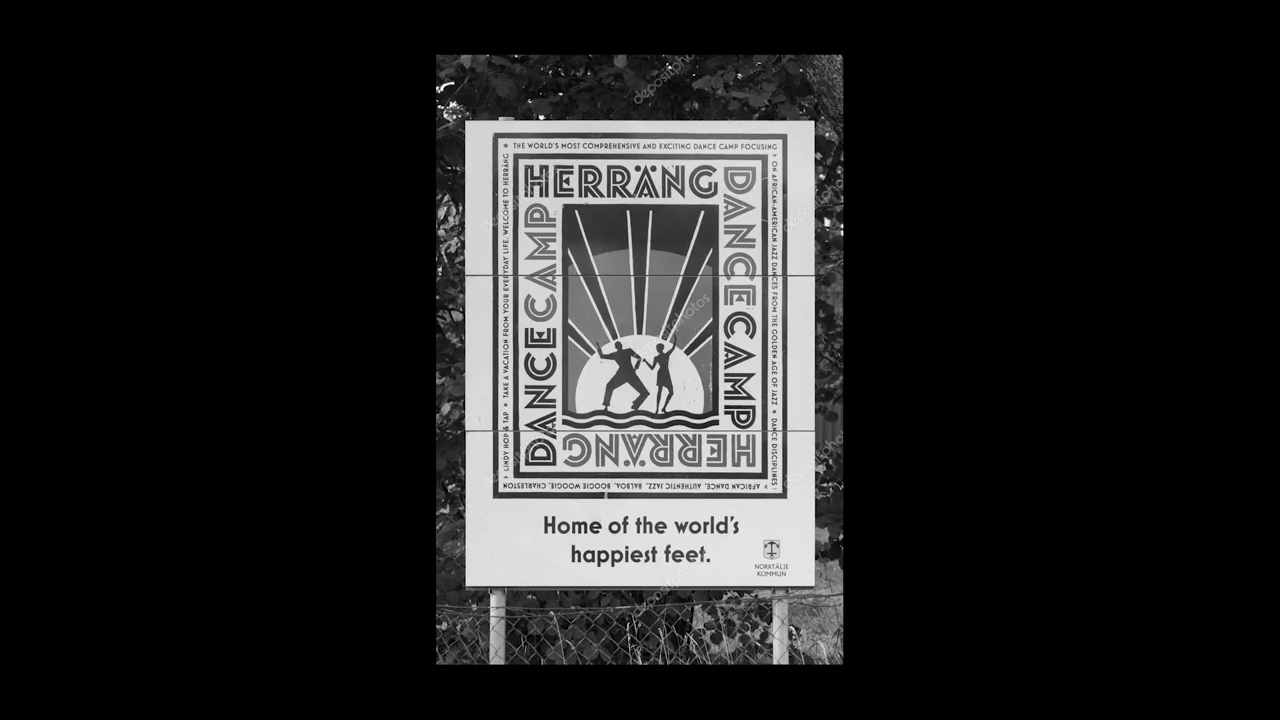 ❖ THE WORLD'S MOST COMPREHENSIVE AND EXCITING DANCE CAMP FOCUSING
❖ ON AFRICAN-AMERICAN JAZZ DANCES FROM THE GOLDEN AGE OF JAZZ ❖ DANCE DISCIPLINES:
❖ AFRICAN DANCE, AUTHENTIC JAZZ, BALBOA, BOOGIE WOOGIE, CHARLESTON
❖ LINDY HOP & TAP ❖ TAKE A VACATION FROM YOUR EVERYDAY LIFE. WELCOME TO HERRÄNG
HERRÄNG
DANCE CAMP
HERRÄNG
DANCE CAMP
Home of the world's
happiest feet.
NORRTÄLJE
KOMMUN
depositphotos